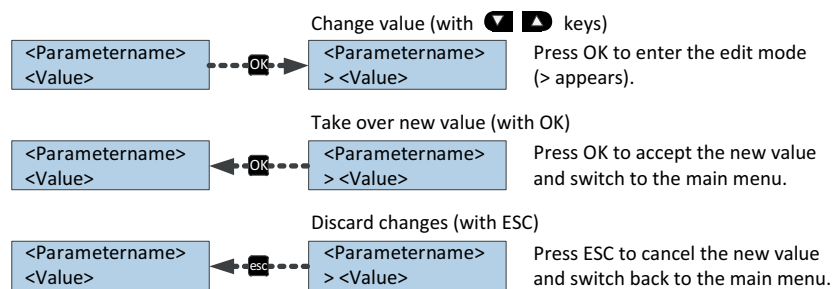 Change value (with keys)
<Parametername>
<Value>
OK
<Parametername>
> <Value>
Press OK to enter the edit mode
(> appears).
Take over new value (with OK)
<Parametername>
<Value>
OK
<Parametername>
> <Value>
Press OK to accept the new value
and switch to the main menu.
Discard changes (with ESC)
<Parametername>
<Value>
esc
<Parametername>
> <Value>
Press ESC to cancel the new value
and switch back to the main menu.